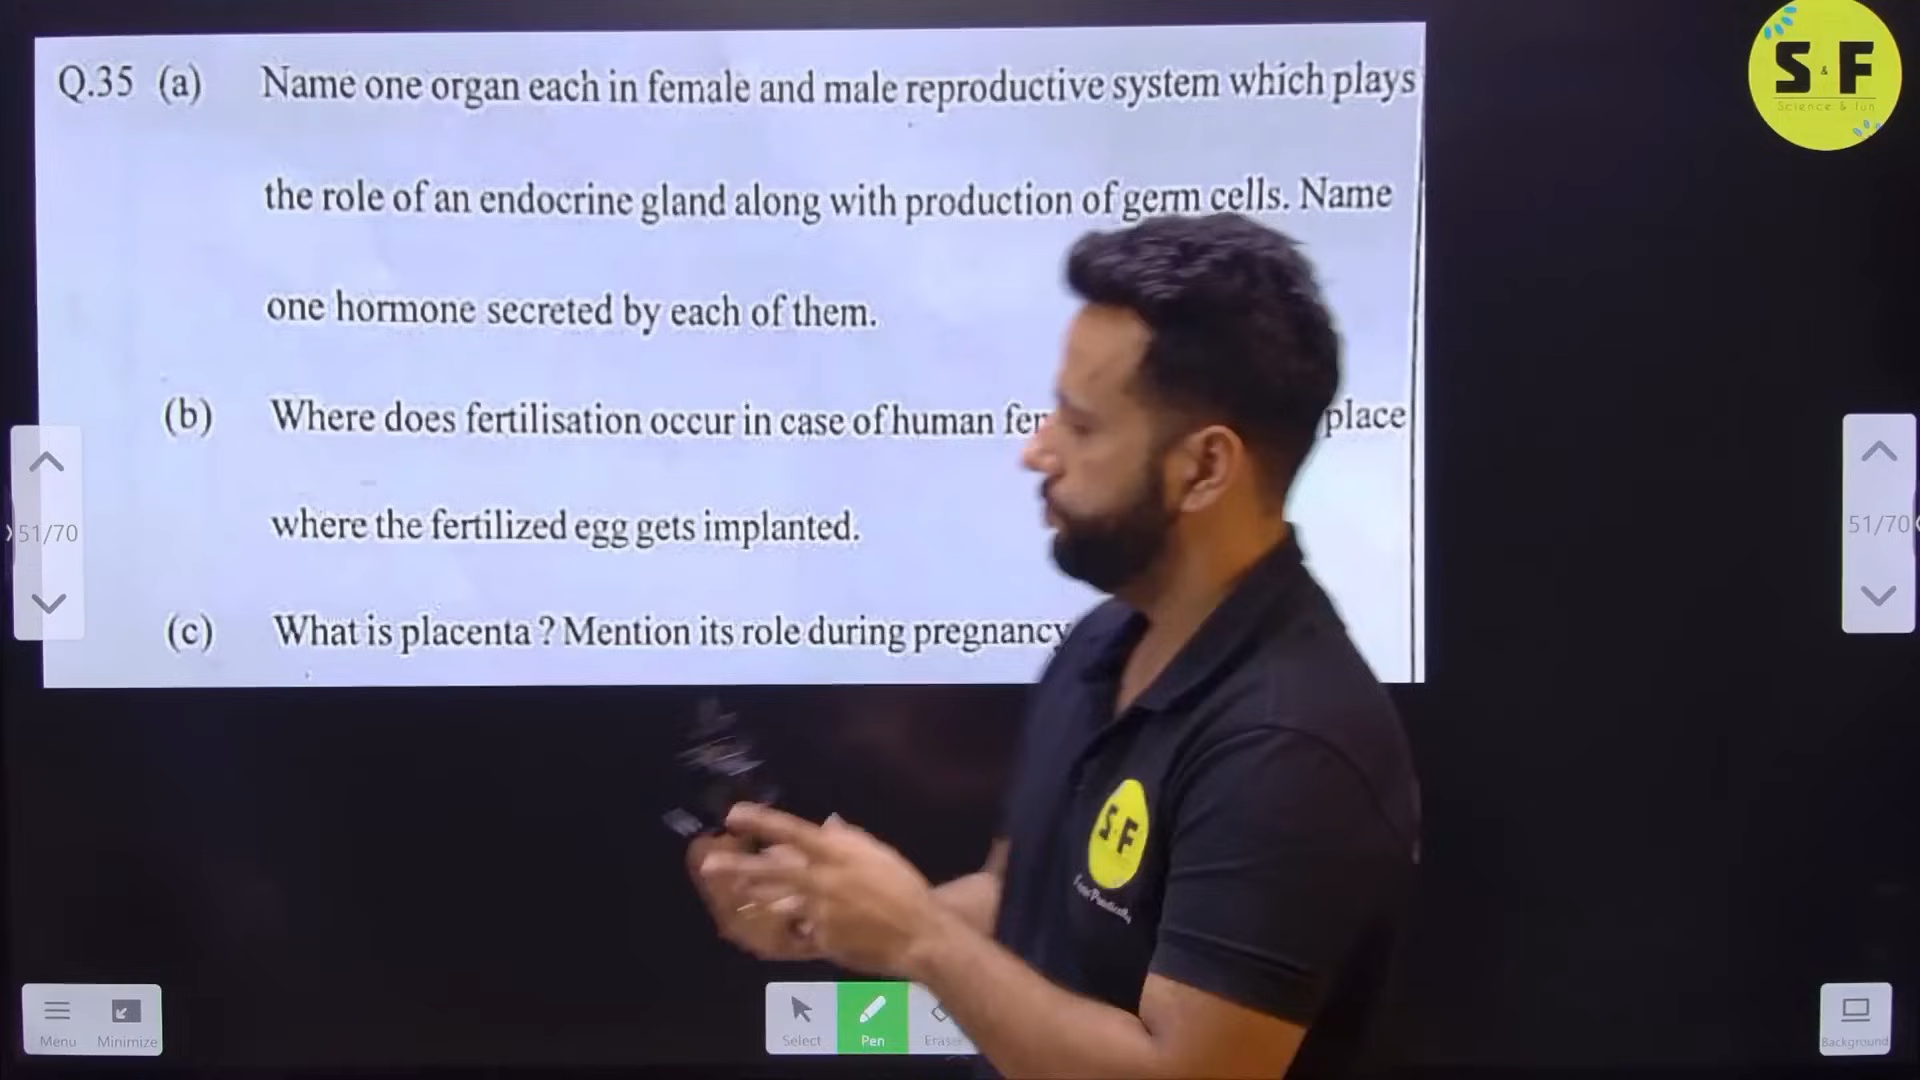 S & F
Science & fun
Q.35 (a) Name one organ each in female and male reproductive system which plays
the role of an endocrine gland along with production of germ cells. Name
one hormone secreted by each of them.
(b) Where does fertilisation occur in case of human place
where the fertilized egg gets implanted.
(c) What is placenta ? Mention its role during pregnancy
51/70
51/70
S F
Menu Minimize
Select Pen
Background